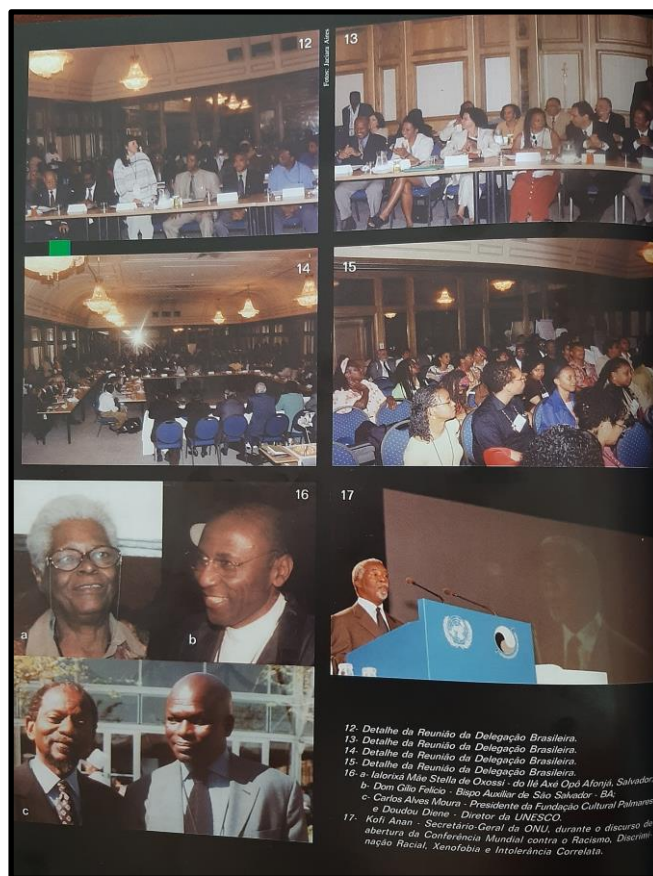 12
Fotos: Jaciara Aires
13
14
15
16
a
b
17
c
12- Detalhe da Reunião da Delegação Brasileira.
13- Detalhe da Reunião da Delegação Brasileira.
14- Detalhe da Reunião da Delegação Brasileira.
15- Detalhe da Reunião da Delegação Brasileira.
16- a- Ialorixá Mãe Stella de Oxossi - do Ilê Axé Opô Afonjá, Salvador.
b- Dom Gílio Felício - Bispo Auxiliar de São Salvador - BA;
c- Carlos Alves Moura - Presidente da Fundação Cultural Palmares
e Doudou Diene - Diretor da UNESCO.
17- Kofi Anan - Secretário-Geral da ONU, durante o discurso de
abertura da Conferência Mundial contra o Racismo, Discrimi-
nação Racial, Xenofobia e Intolerância Correlata.